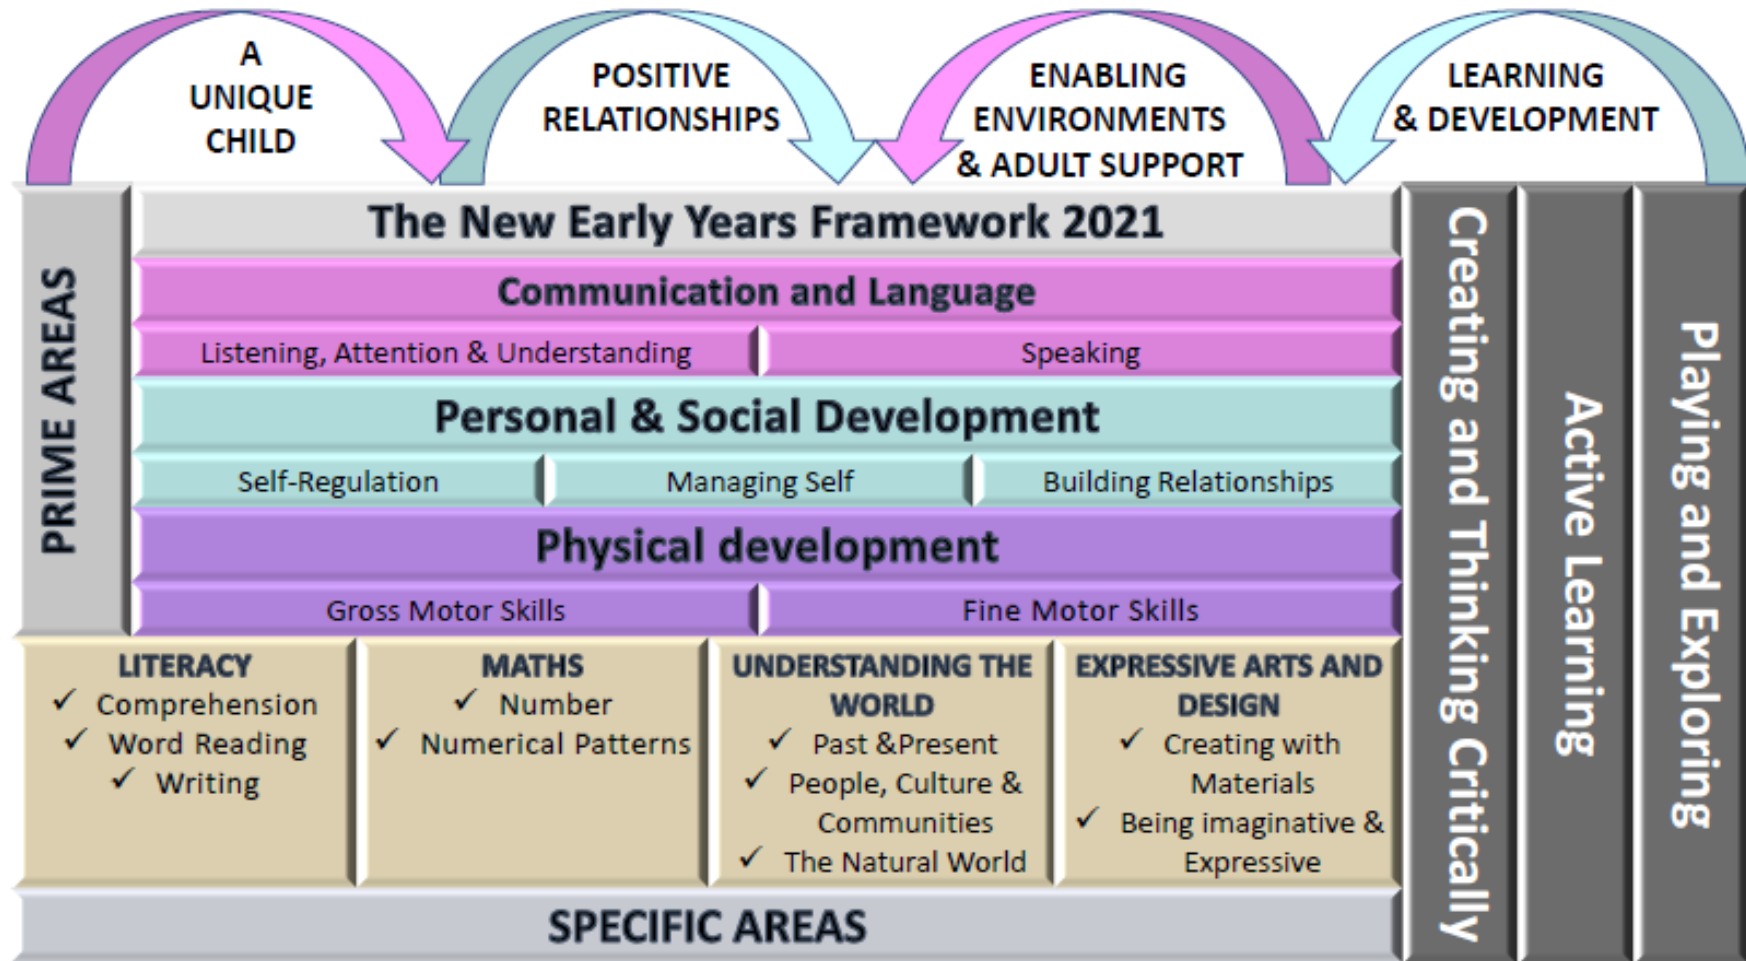 A
UNIQUE
CHILD
POSITIVE
RELATIONSHIPS
ENABLING
ENVIRONMENTS
& ADULT SUPPORT
LEARNING
& DEVELOPMENT
PRIME AREAS
The New Early Years Framework 2021
Communication and Language
Listening, Attention & Understanding
Speaking
Personal & Social Development
Self-Regulation
Managing Self
Building Relationships
Physical development
Gross Motor Skills
Fine Motor Skills
LITERACY
✓ Comprehension
✓ Word Reading
✓ Writing
MATHS
✓ Number
✓ Numerical Patterns
UNDERSTANDING THE
WORLD
✓ Past &Present
✓ People, Culture &
Communities
✓ The Natural World
EXPRESSIVE ARTS AND
DESIGN
✓ Creating with
Materials
✓ Being imaginative &
Expressive
SPECIFIC AREAS
Creating and Thinking Critically
Active Learning
Playing and Exploring